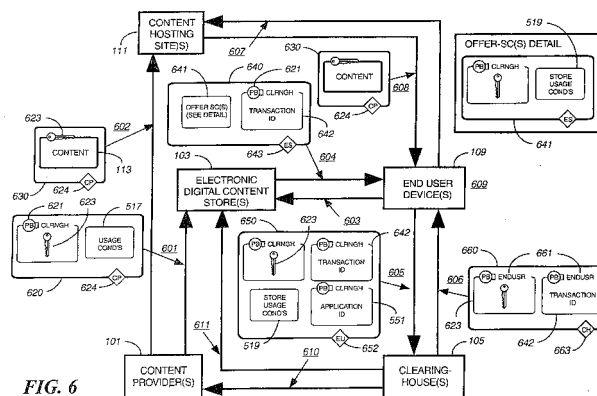 CONTENT
HOSTING
SITE(S)
111
607
630
CONTENT
CP
624
608
OFFER-SC(S) DETAIL
519
PB CLRNGH
STORE
USAGE
COND'S
ES
641
640
641
PB 621
CLRNGH
OFFER SC(S)
(SEE DETAIL)
TRANSACTION
ID
642
ES
643
604
623
602
CONTENT
113
CP
630
624
103
ELECTRONIC
DIGITAL CONTENT
STORE(S)
109
END USER
DEVICE(S)
609
603
621
623
517
PB CLRNGH
USAGE
COND'S
601
CP
620
624
650
623
642
PB CLRNGH
PB CLRNGH
TRANSACTION
ID
605
STORE
USAGE
COND'S
PB CLRNGH
APPLICATION
ID
551
519
EU
652
611
660
661
606
PB ENDUSR
PB ENDUSR
TRANSACTION
ID
623
642
CH
663
101
CONTENT
PROVIDER(S)
610
105
CLEARING-
HOUSE(S)
FIG. 6